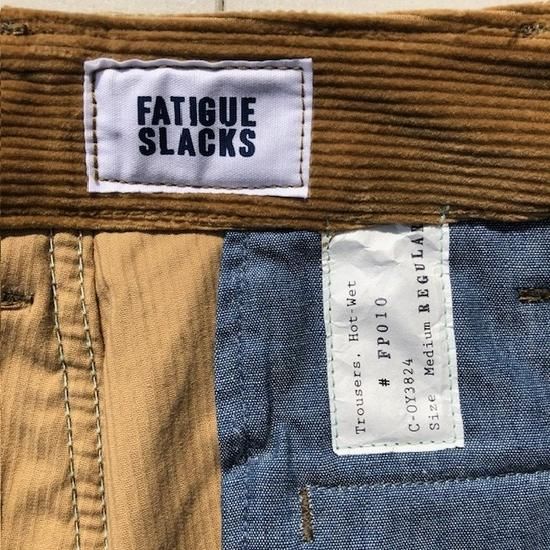 FATIGUE
SLACKS
Trousers, Hot-Wet
# FP010
C-OY3824
Size Medium REGULAR